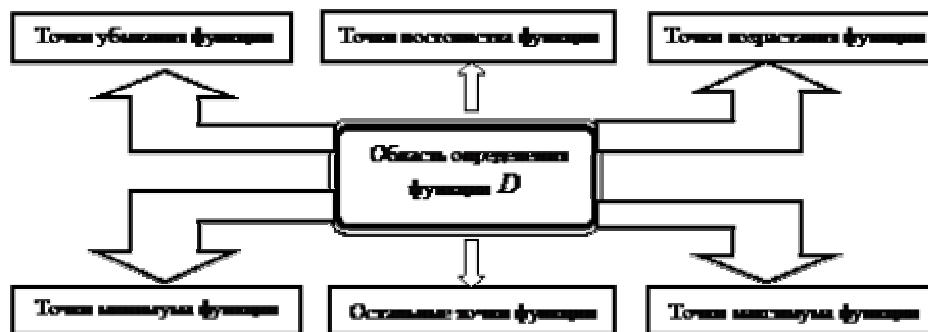 Точки убывания функции
Точки постоянства функции
Точки возрастания функции
Область определения
функции D
Точки минимума функции
Остальные точки функции
Точки максимума функции